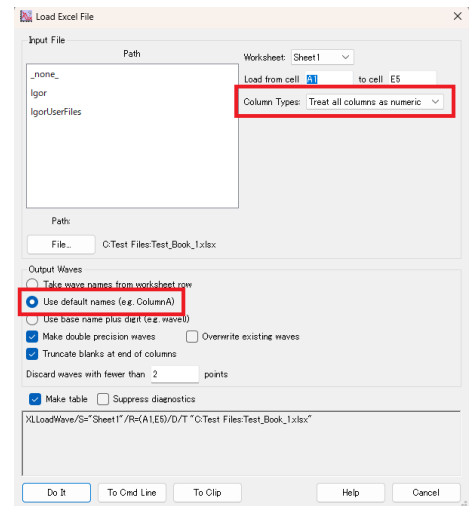 Load Excel File
Input File
Path
_none_
Igor
IgorUserFiles
Worksheet: Sheet1
Load from cell A1 to cell E5
Column Types: Treat all columns as numeric
Path:
File... C:Test Files:Test_Book_1.xlsx
Output Waves
Take wave names from worksheet row
Use default names (e.g. ColumnA)
Use base name plus digit (e.g. wave0)
Make double precision waves Overwrite existing waves
Truncate blanks at end of columns
Discard waves with fewer than 2 points
Make table Suppress diagnostics
XLLoadWave/S="Sheet1"/R=(A1,E5)/D/T "C:Test Files:Test_Book_1.xlsx"
Do It To Cmd Line To Clip Help Cancel